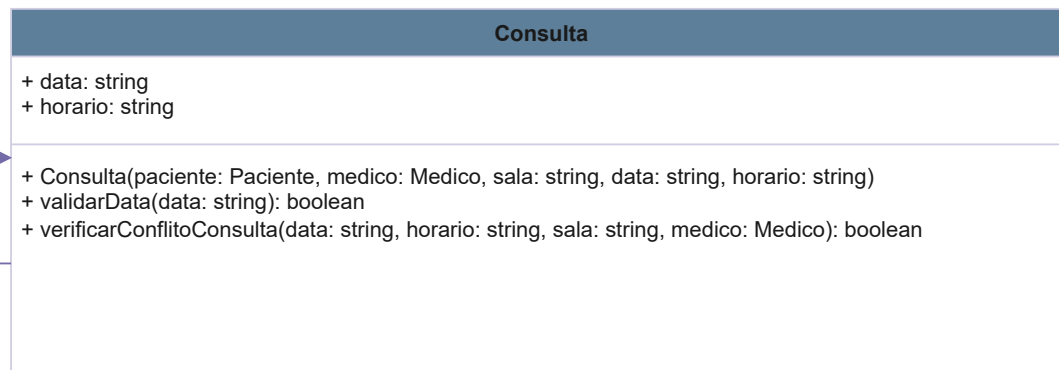 Consulta
+ data: string
+ horario: string
+ Consulta(paciente: Paciente, medico: Medico, sala: string, data: string, horario: string)
+ validarData(data: string): boolean
+ verificarConflitoConsulta(data: string, horario: string, sala: string, medico: Medico): boolean